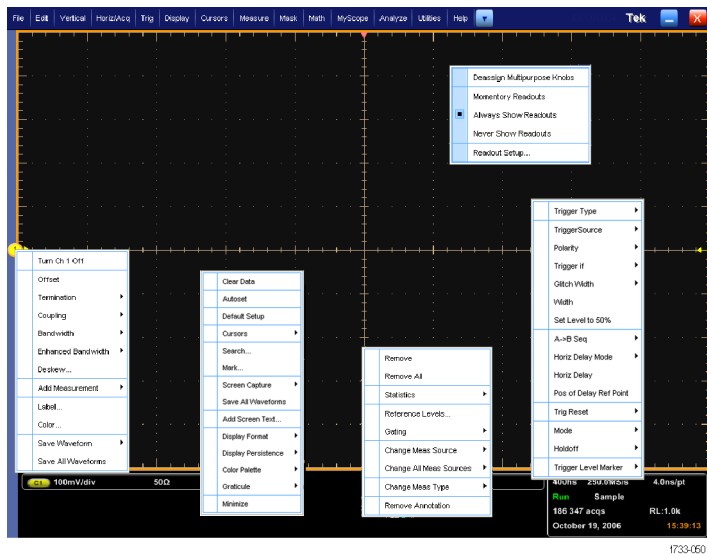 File Edit Vertical Horiz/Acq Trig Display Cursors Measure Mask Math MyScope Analyze Utilities Help Tek
Deassign Multipurpose Knobs
Momentory Readouts
Always Show Readouts
Never Show Readouts
Readout Setup...
Trigger Type
TriggerSource
Polarity
Trigger if
Glitch Width
Width
Set Level to 50%
A->B Seq
Horiz Delay Mode
Horiz Delay
Pos of Delay Ref Point
Trig Reset
Mode
Holdoff
Trigger Level Marker
Turn Ch 1 Off
Offset
Termination
Coupling
Bandwidth
Enhanced Bandwidth
Deskew...
Add Measurement
Label...
Color...
Save Waveform
Save All Waveforms
Clear Data
Autoset
Default Setup
Cursors
Search...
Mark...
Screen Capture
Save All Waveforms
Add Screen Text...
Display Format
Display Persistence
Color Palette
Graticule
Minimize
Remove
Remove All
Statistics
Reference Levels...
Gating
Change Meas Source
Change All Meas Sources
Change Meas Type
Remove Annotation
C1 100mV/div 50Ω
400ns 250.0MS/s 4.0ns/pt
Run Sample
186 347 acqs RL:1.0k
October 19, 2006 15:39:13
1733-050